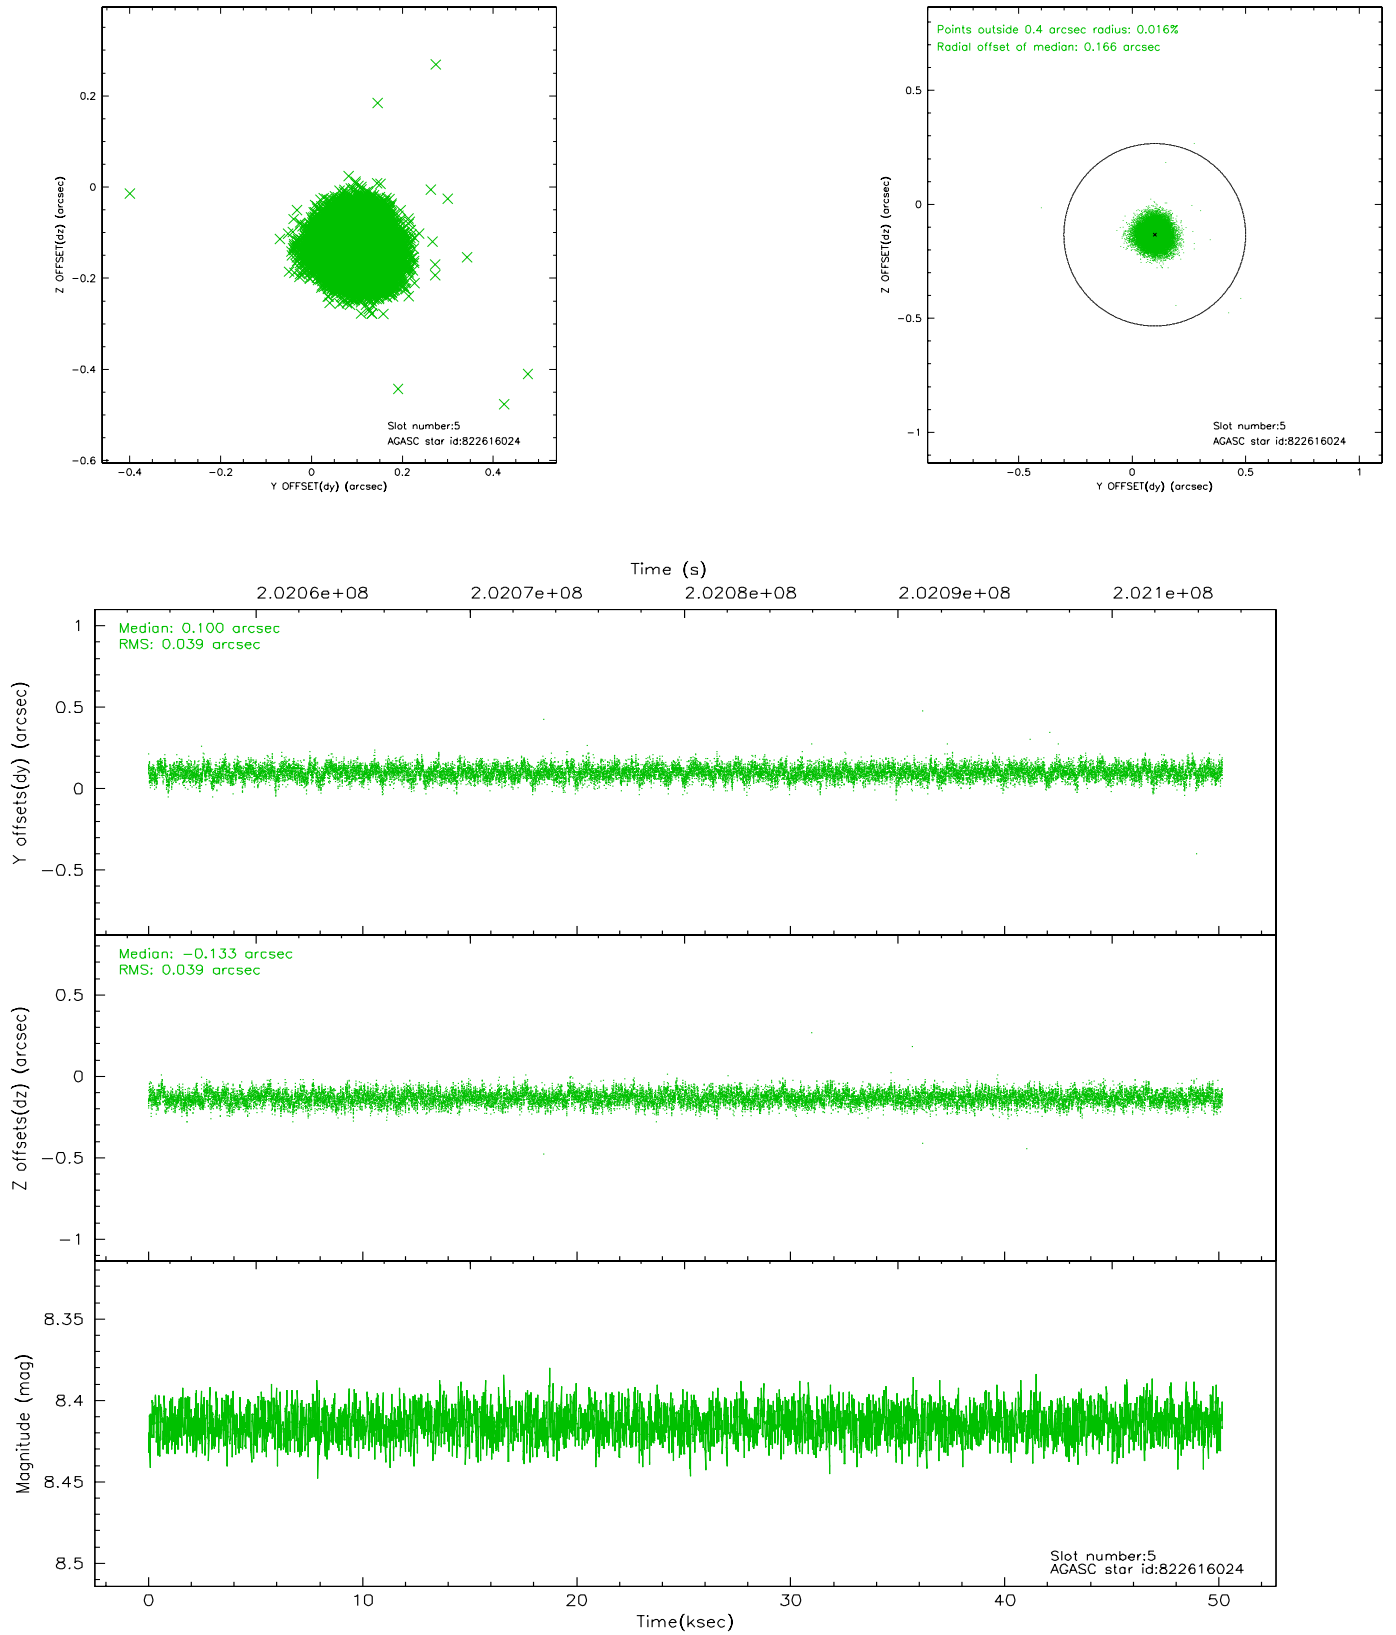 0.2
0
−0.2
−0.4
−0.6
Z OFFSET(dz) (arcsec)
−0.4
0
0.2
0.4
Y OFFSET(dy) (arcsec)
Slot number:5
AGASC star id:822616024
Points outside 0.4 arcsec radius: 0.016%
Radial offset of median: 0.166 arcsec
0.5
0
−0.5
−1
Z OFFSET(dz) (arcsec)
−0.5
0
0.5
1
Y OFFSET(dy) (arcsec)
Slot number:5
AGASC star id:822616024
Time (s)
2.0206e+08
2.0207e+08
2.0208e+08
2.0209e+08
2.021e+08
Median: 0.100 arcsec
RMS: 0.039 arcsec
1
0.5
0
−0.5
Y offsets(dy) (arcsec)
Median: −0.133 arcsec
RMS: 0.039 arcsec
0.5
0
−0.5
−1
Z offsets(dz) (arcsec)
8.35
8.4
8.45
8.5
Magnitude (mag)
Slot number:5
AGASC star id:822616024
0
10
20
30
40
50
Time(ksec)